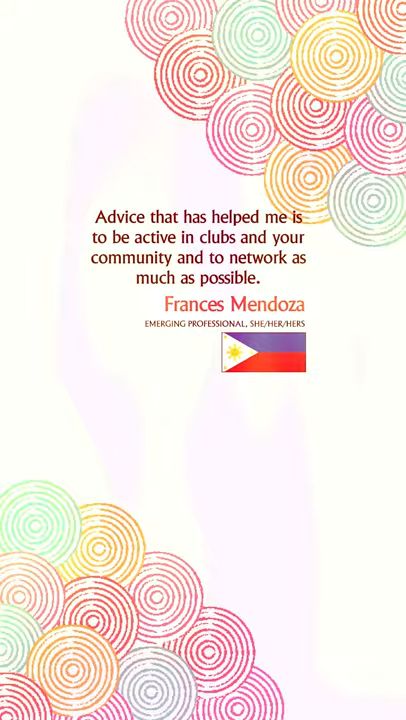 Advice that has helped me is
to be active in clubs and your
community and to network as
much as possible.
Frances Mendoza
EMERGING PROFESSIONAL, SHE/HER/HERS